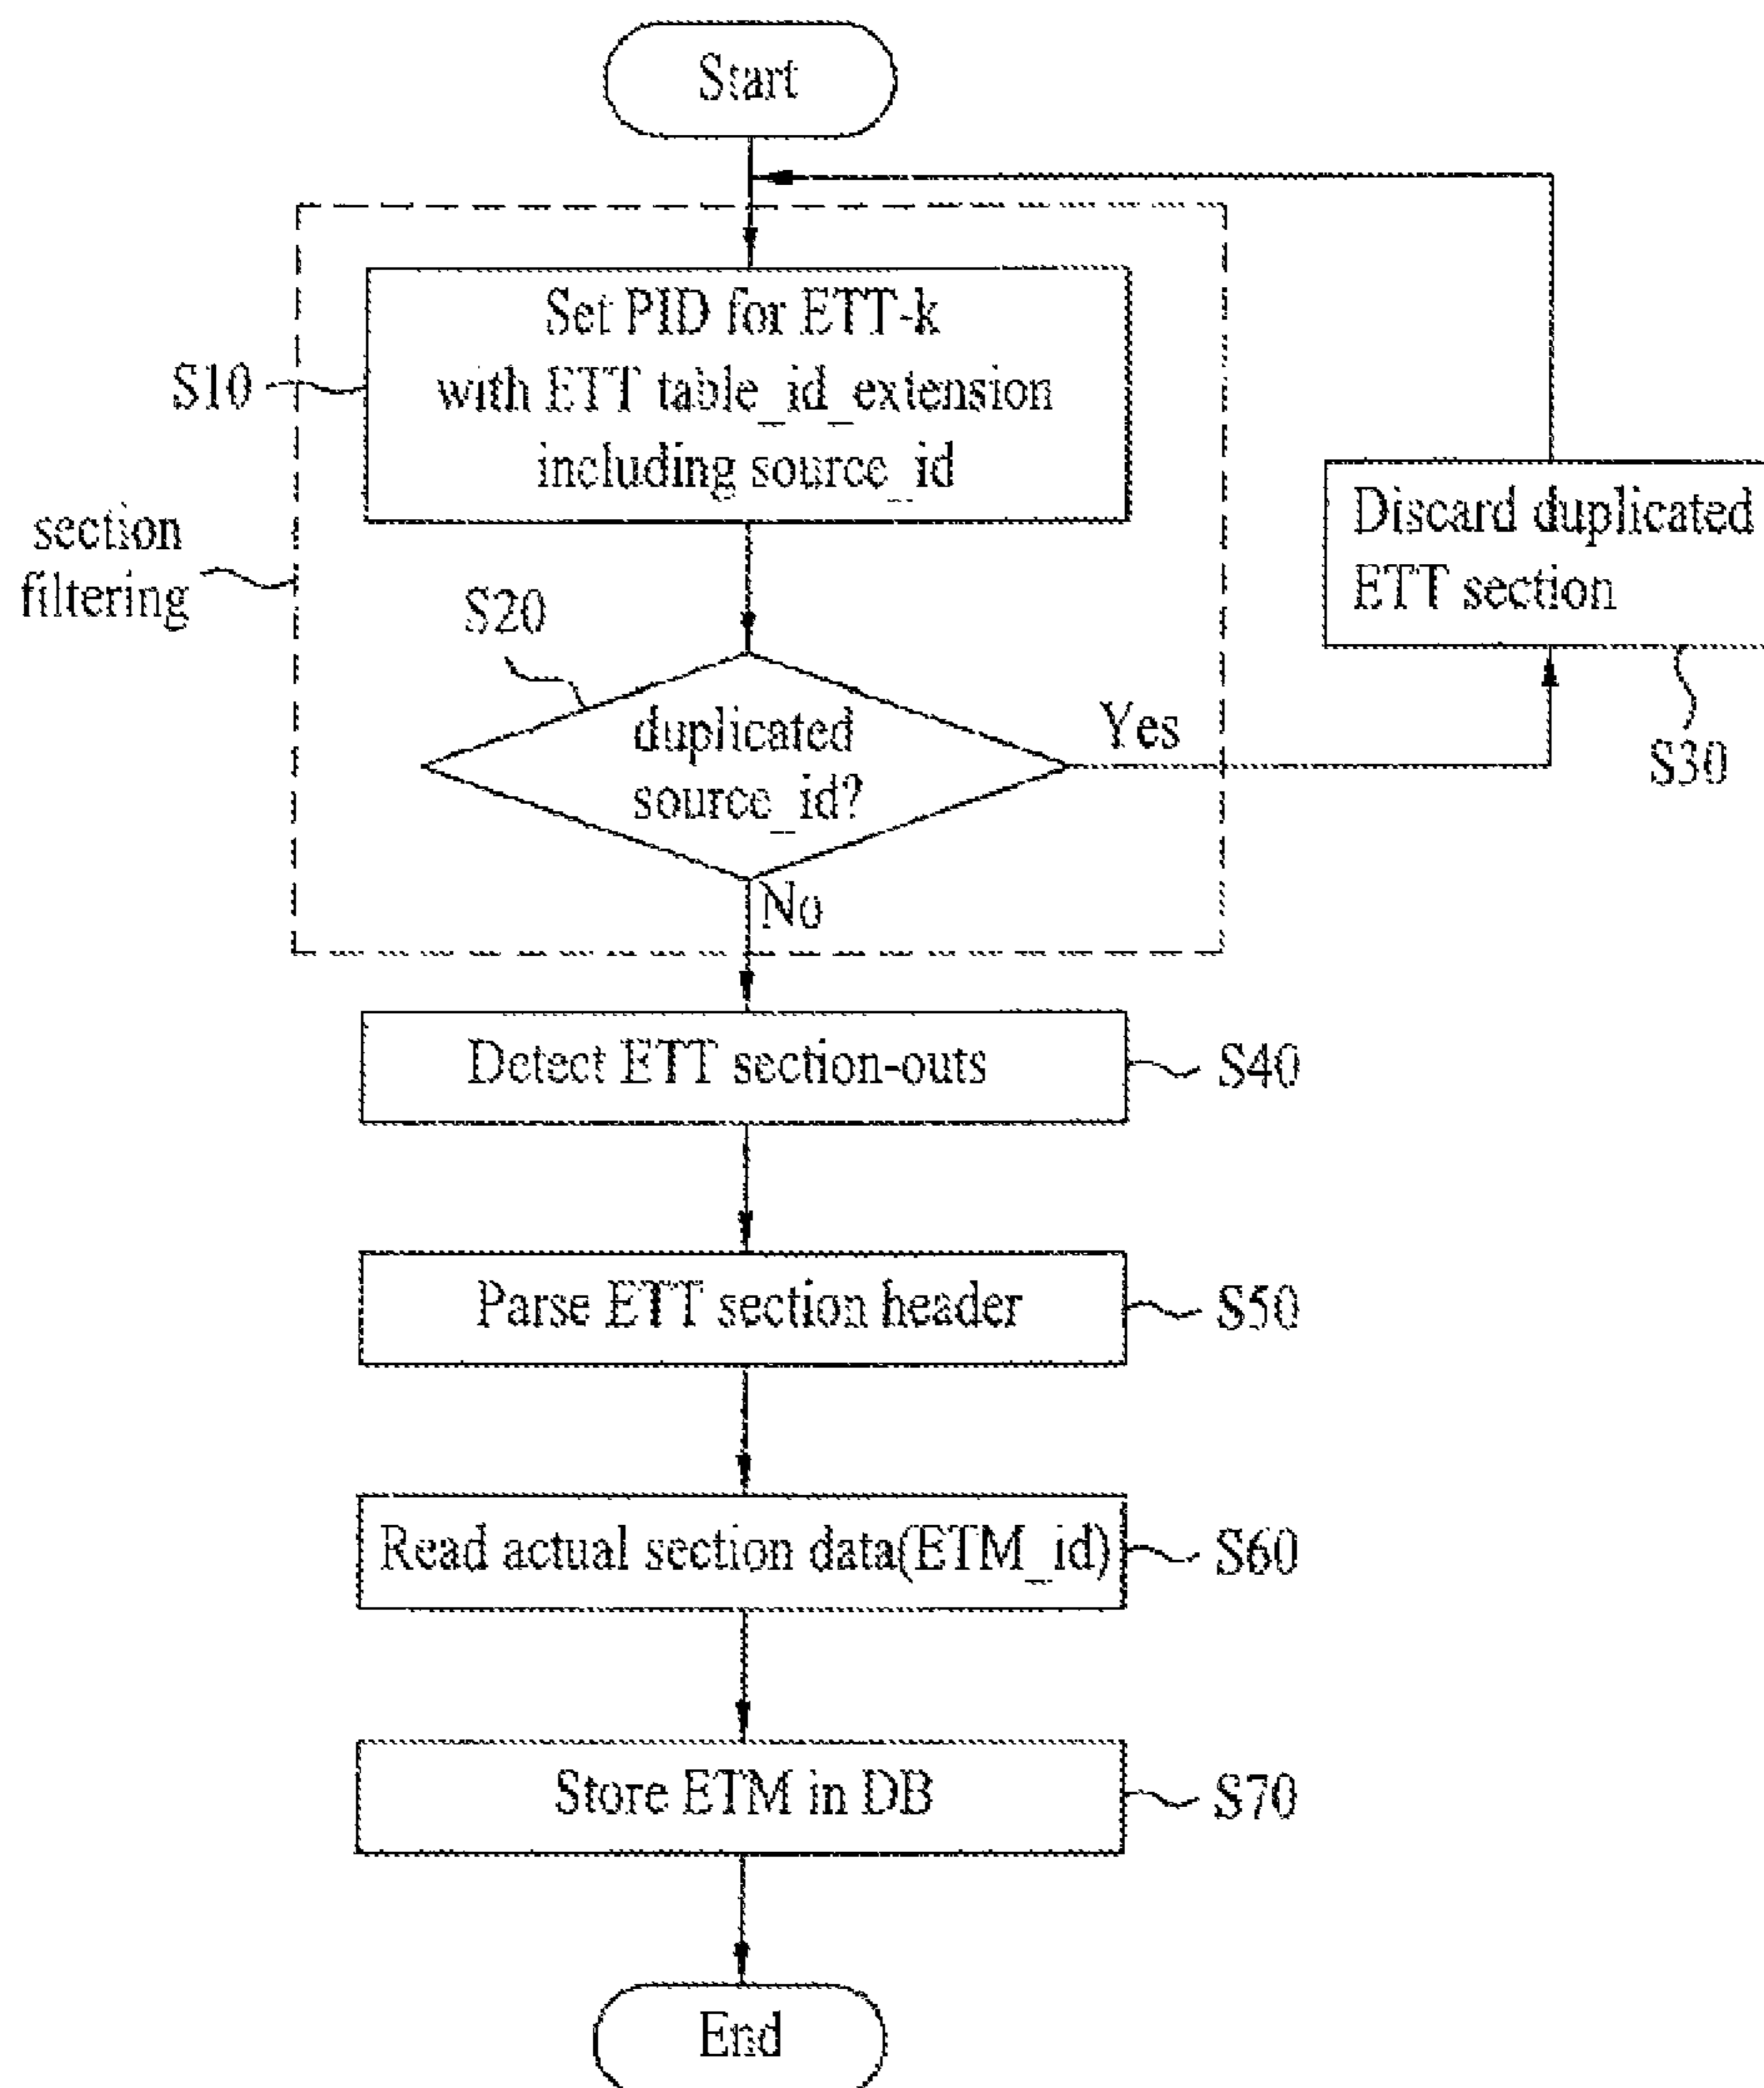 Start
Set PID for ETT-k
with ETT table_id_extension
including source_id
S10
section
filtering
S20
duplicated
source_id?
Yes
No
Discard duplicated
ETT section
S30
Detect ETT section-outs
S40
Parse ETT section header
S50
Read actual section data(ETM_id)
S60
Store ETM in DB
S70
End